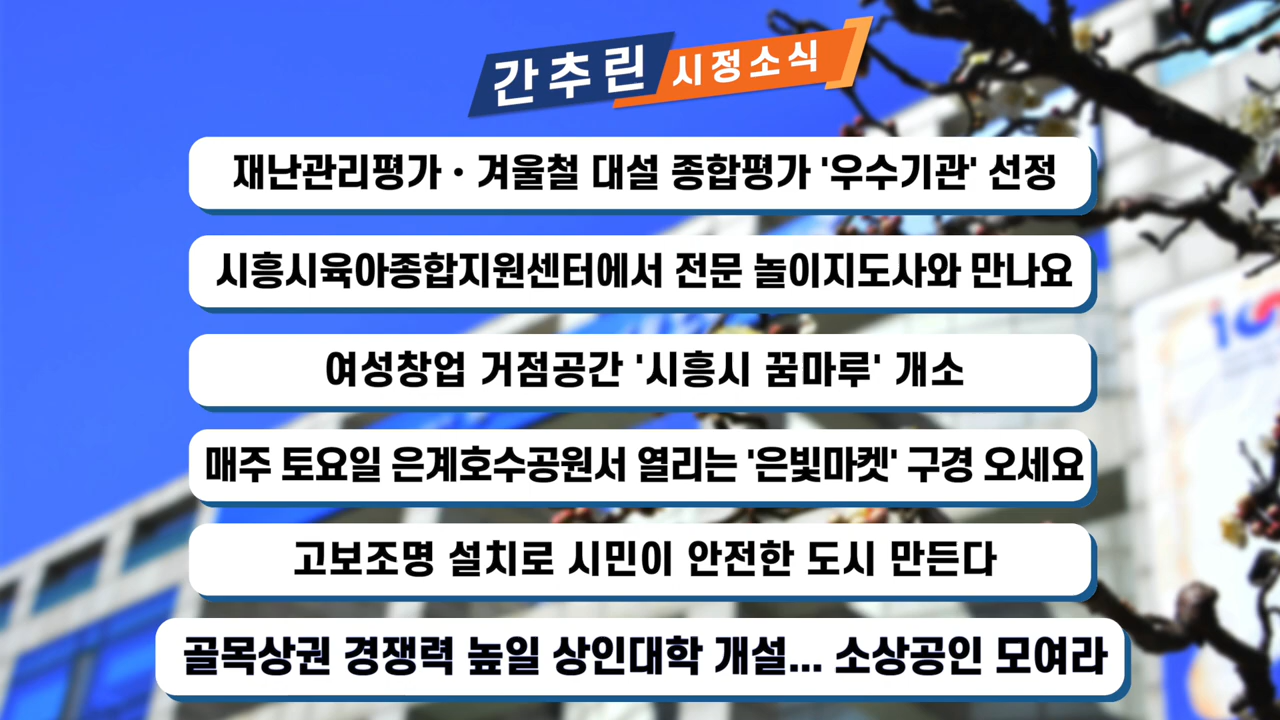 간추린 시정소식
재난관리평가·겨울철 대설 종합평가 '우수기관' 선정
시흥시육아종합지원센터에서 전문 놀이지도사와 만나요
여성창업 거점공간 '시흥시 꿈마루' 개소
매주 토요일 은계호수공원서 열리는 '은빛마켓' 구경 오세요
고보조명 설치로 시민이 안전한 도시 만든다
골목상권 경쟁력 높일 상인대학 개설... 소상공인 모여라